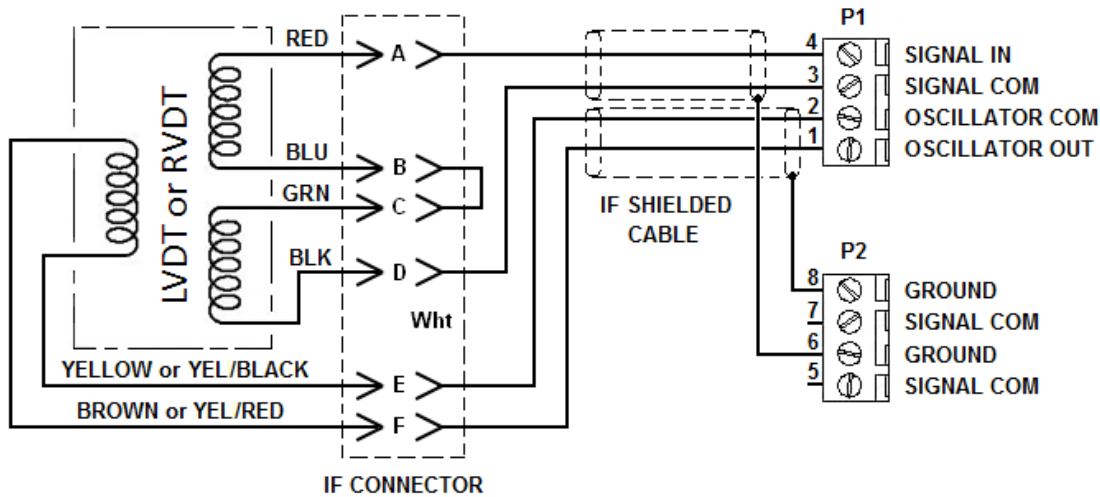 RED
BLU
GRN
BLK
LVDT or RVDT
YELLOW or YEL/BLACK
BROWN or YEL/RED
A
B
C
D
Wht
E
F
IF CONNECTOR
IF SHIELDED
CABLE
P1
4 SIGNAL IN
3 SIGNAL COM
2 OSCILLATOR COM
1 OSCILLATOR OUT
P2
8 GROUND
7 SIGNAL COM
6 GROUND
5 SIGNAL COM